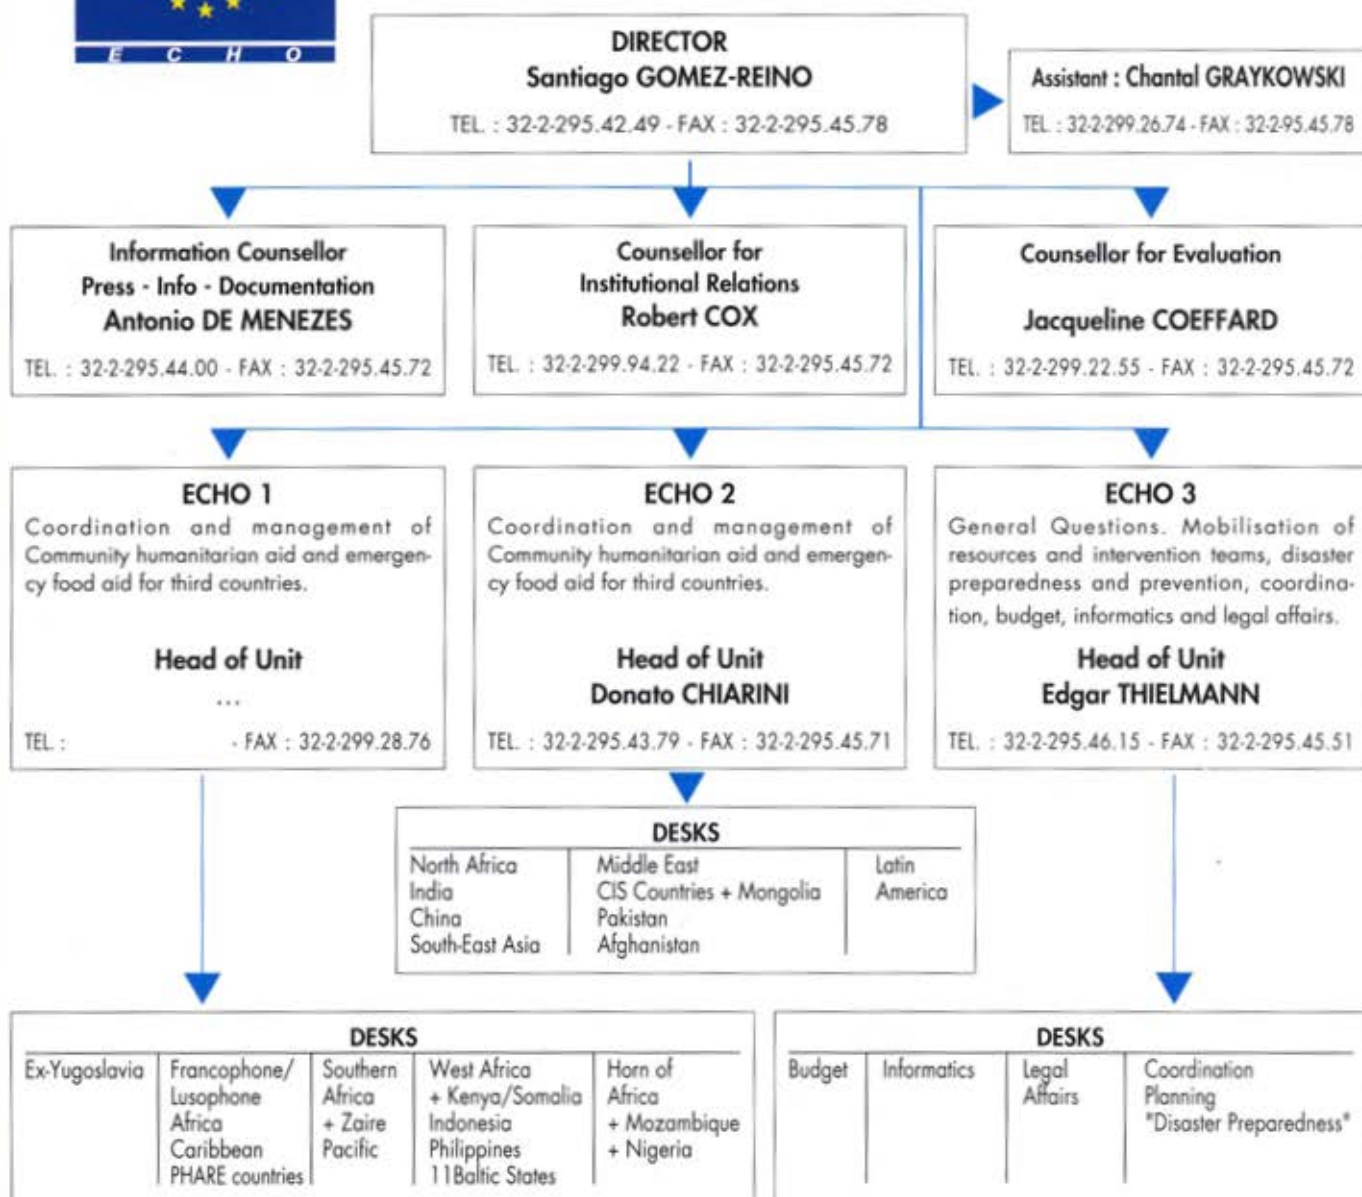 E C H O
DIRECTOR
Santiago GOMEZ-REINO
TEL. : 32-2-295.42.49 - FAX : 32-2-295.45.78
Assistant : Chantal GRAYKOWSKI
TEL. : 32-2-299.26.74 - FAX : 32-2-95.45.78
Information Counsellor
Press - Info - Documentation
Antonio DE MENEZES
TEL. : 32-2-295.44.00 - FAX : 32-2-295.45.72
Counsellor for
Institutional Relations
Robert COX
TEL. : 32-2-299.94.22 - FAX : 32-2-295.45.72
Counsellor for Evaluation
Jacqueline COEFFARD
TEL. : 32-2-299.22.55 - FAX : 32-2-295.45.72
ECHO 1
Coordination and management of
Community humanitarian aid and emergen-
cy food aid for third countries.
Head of Unit
...
TEL. : - FAX : 32-2-299.28.76
ECHO 2
Coordination and management of
Community humanitarian aid and emergen-
cy food aid for third countries.
Head of Unit
Donato CHIARINI
TEL. : 32-2-295.43.79 - FAX : 32-2-295.45.71
ECHO 3
General Questions. Mobilisation of
resources and intervention teams, disaster
preparedness and prevention, coordina-
tion, budget, informatics and legal affairs.
Head of Unit
Edgar THIELMANN
TEL. : 32-2-295.46.15 - FAX : 32-2-295.45.51
DESKS
North Africa
India
China
South-East Asia
Middle East
CIS Countries + Mongolia
Pakistan
Afghanistan
Latin
America
DESKS
Ex-Yugoslavia
Francophone/
Lusophone
Africa
Caribbean
PHARE countries
Southern
Africa
+ Zaire
Pacific
West Africa
+ Kenya/Somalia
Indonesia
Philippines
11Baltic States
Horn of
Africa
+ Mozambique
+ Nigeria
DESKS
Budget
Informatics
Legal
Affairs
Coordination
Planning
"Disaster Preparedness"